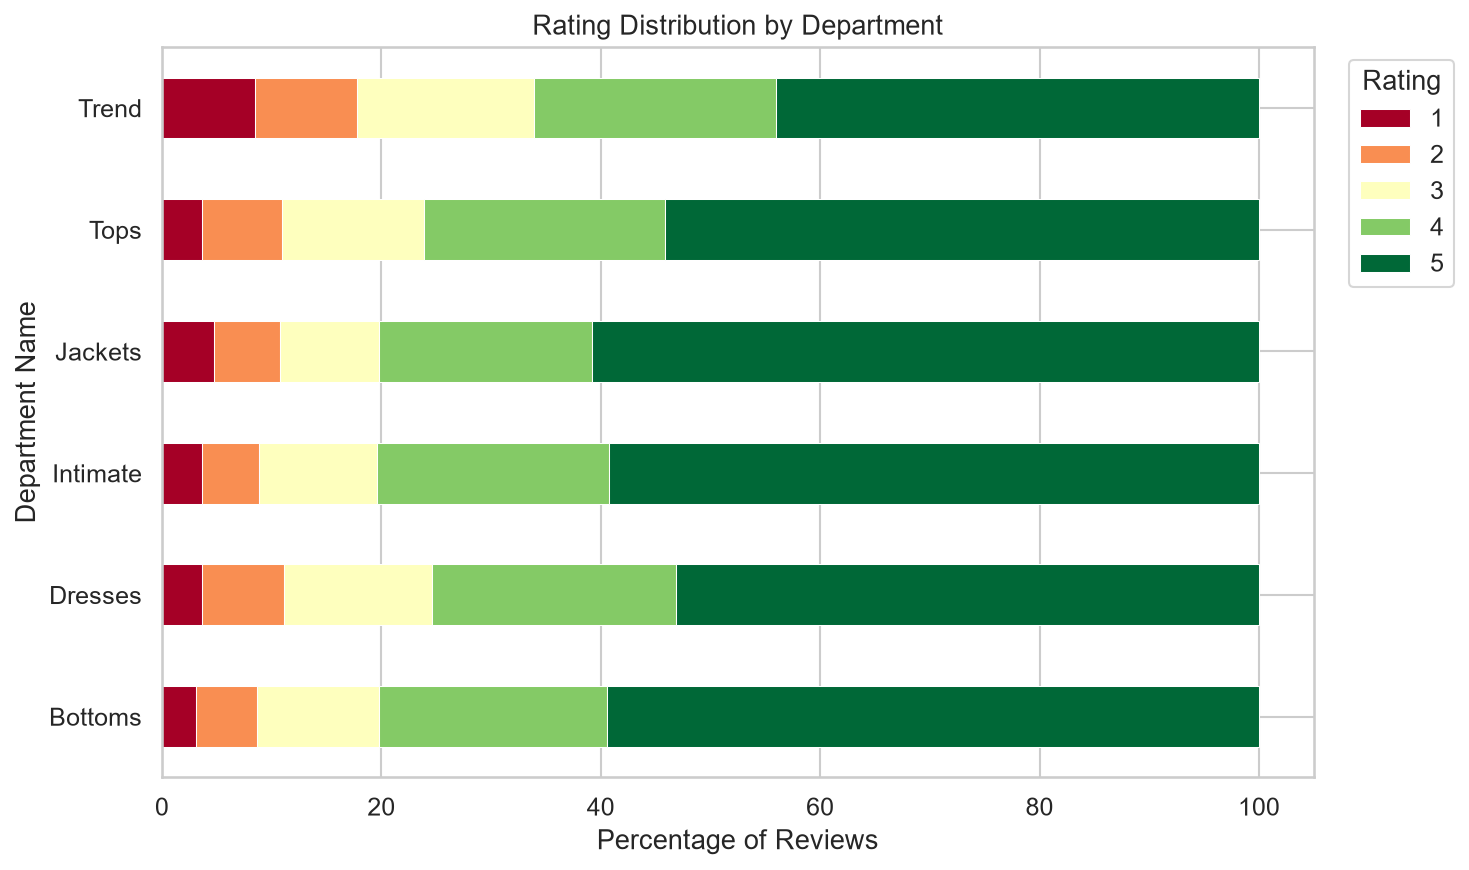 Rating Distribution by Department
Rating
1
2
3
4
5
Department Name
Trend
Tops
Jackets
Intimate
Dresses
Bottoms
0 20 40 60 80 100
Percentage of Reviews